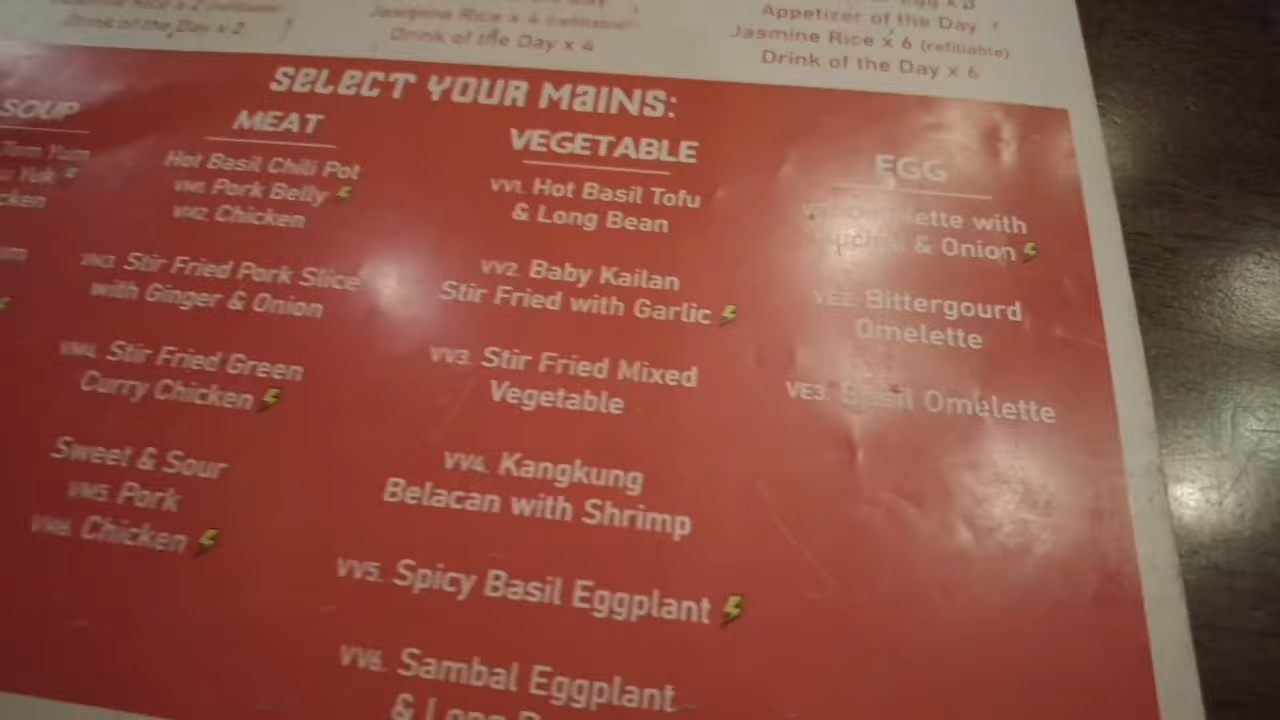 Drink of the Day x 2
Jasmine Rice x 4 (refillable)
Drink of the Day x 4
Appetizer of the Day
Jasmine Rice x 6 (refillable)
Drink of the Day x 6
SELECT YOUR MAINS:
SOUP
Tom Yum
MEAT
Hot Basil Chili Pot
VM1. Pork Belly
VM2. Chicken
VM3. Stir Fried Pork Slice
with Ginger & Onion
VM4. Stir Fried Green
Curry Chicken
Sweet & Sour
VM5. Pork
VM6. Chicken
VEGETABLE
VV1. Hot Basil Tofu
& Long Bean
VV2. Baby Kailan
Stir Fried with Garlic
VV3. Stir Fried Mixed
Vegetable
VV4. Kangkung
Belacan with Shrimp
VV5. Spicy Basil Eggplant
VV6. Sambal Eggplant
& Long
EGG
with
& Onion
VE2. Bittergourd
Omelette
VE3. Basil Omelette